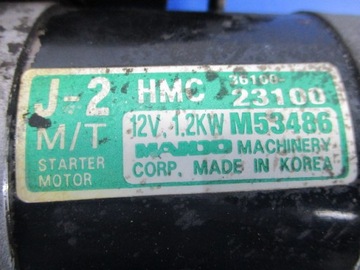 J-2 HMC 36100-
23100
M/T 12V, 1.2KW M53486
STARTER MANDO MACHINERY
MOTOR CORP. MADE IN KOREA